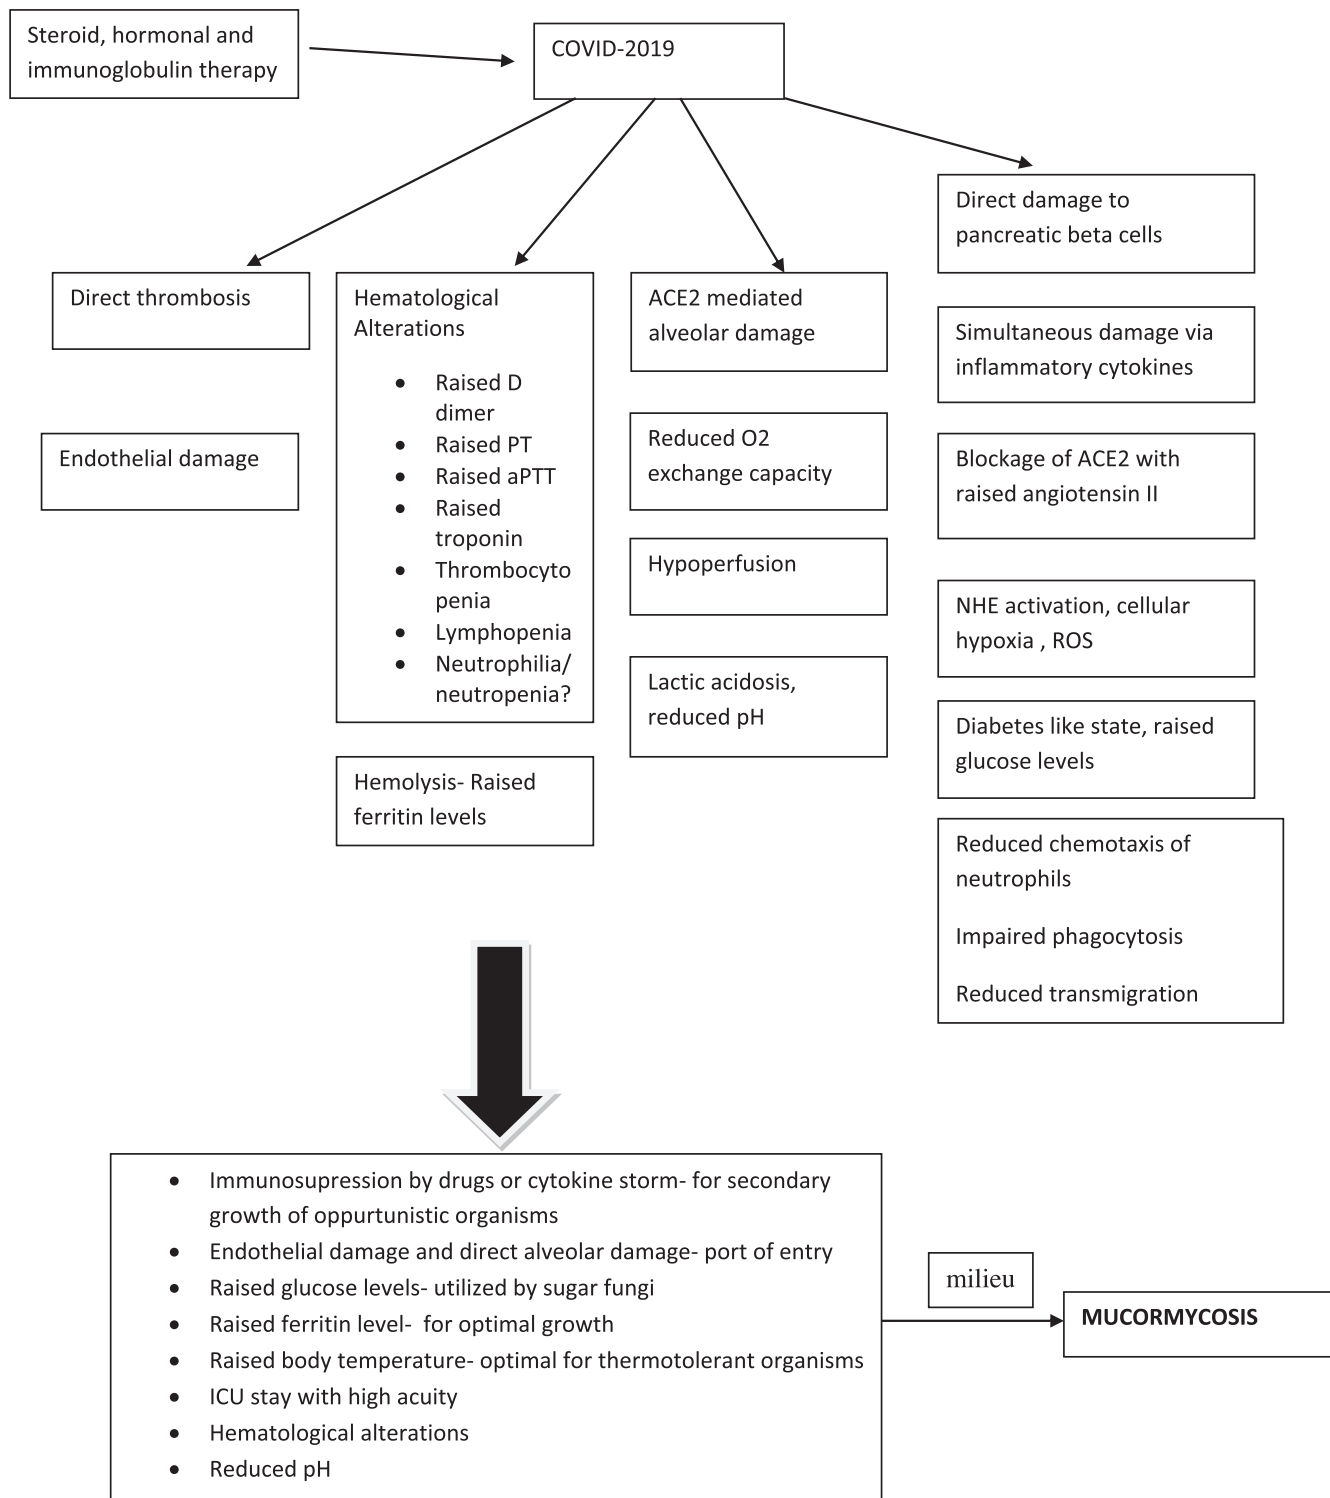 Steroid, hormonal and
immunoglobulin therapy
COVID-2019
Direct thrombosis
Endothelial damage
Hematological
Alterations
• Raised D
dimer
• Raised PT
• Raised aPTT
• Raised
troponin
• Thrombocyto
penia
• Lymphopenia
• Neutrophilia/
neutropenia?
Hemolysis- Raised
ferritin levels
ACE2 mediated
alveolar damage
Reduced O2
exchange capacity
Hypoperfusion
Lactic acidosis,
reduced pH
Direct damage to
pancreatic beta cells
Simultaneous damage via
inflammatory cytokines
Blockage of ACE2 with
raised angiotensin II
NHE activation, cellular
hypoxia , ROS
Diabetes like state, raised
glucose levels
Reduced chemotaxis of
neutrophils
Impaired phagocytosis
Reduced transmigration
• Immunosupression by drugs or cytokine storm- for secondary
growth of oppurtunistic organisms
• Endothelial damage and direct alveolar damage- port of entry
• Raised glucose levels- utilized by sugar fungi
• Raised ferritin level-  for optimal growth
• Raised body temperature- optimal for thermotolerant organisms
• ICU stay with high acuity
• Hematological alterations
• Reduced pH
milieu
MUCORMYCOSIS